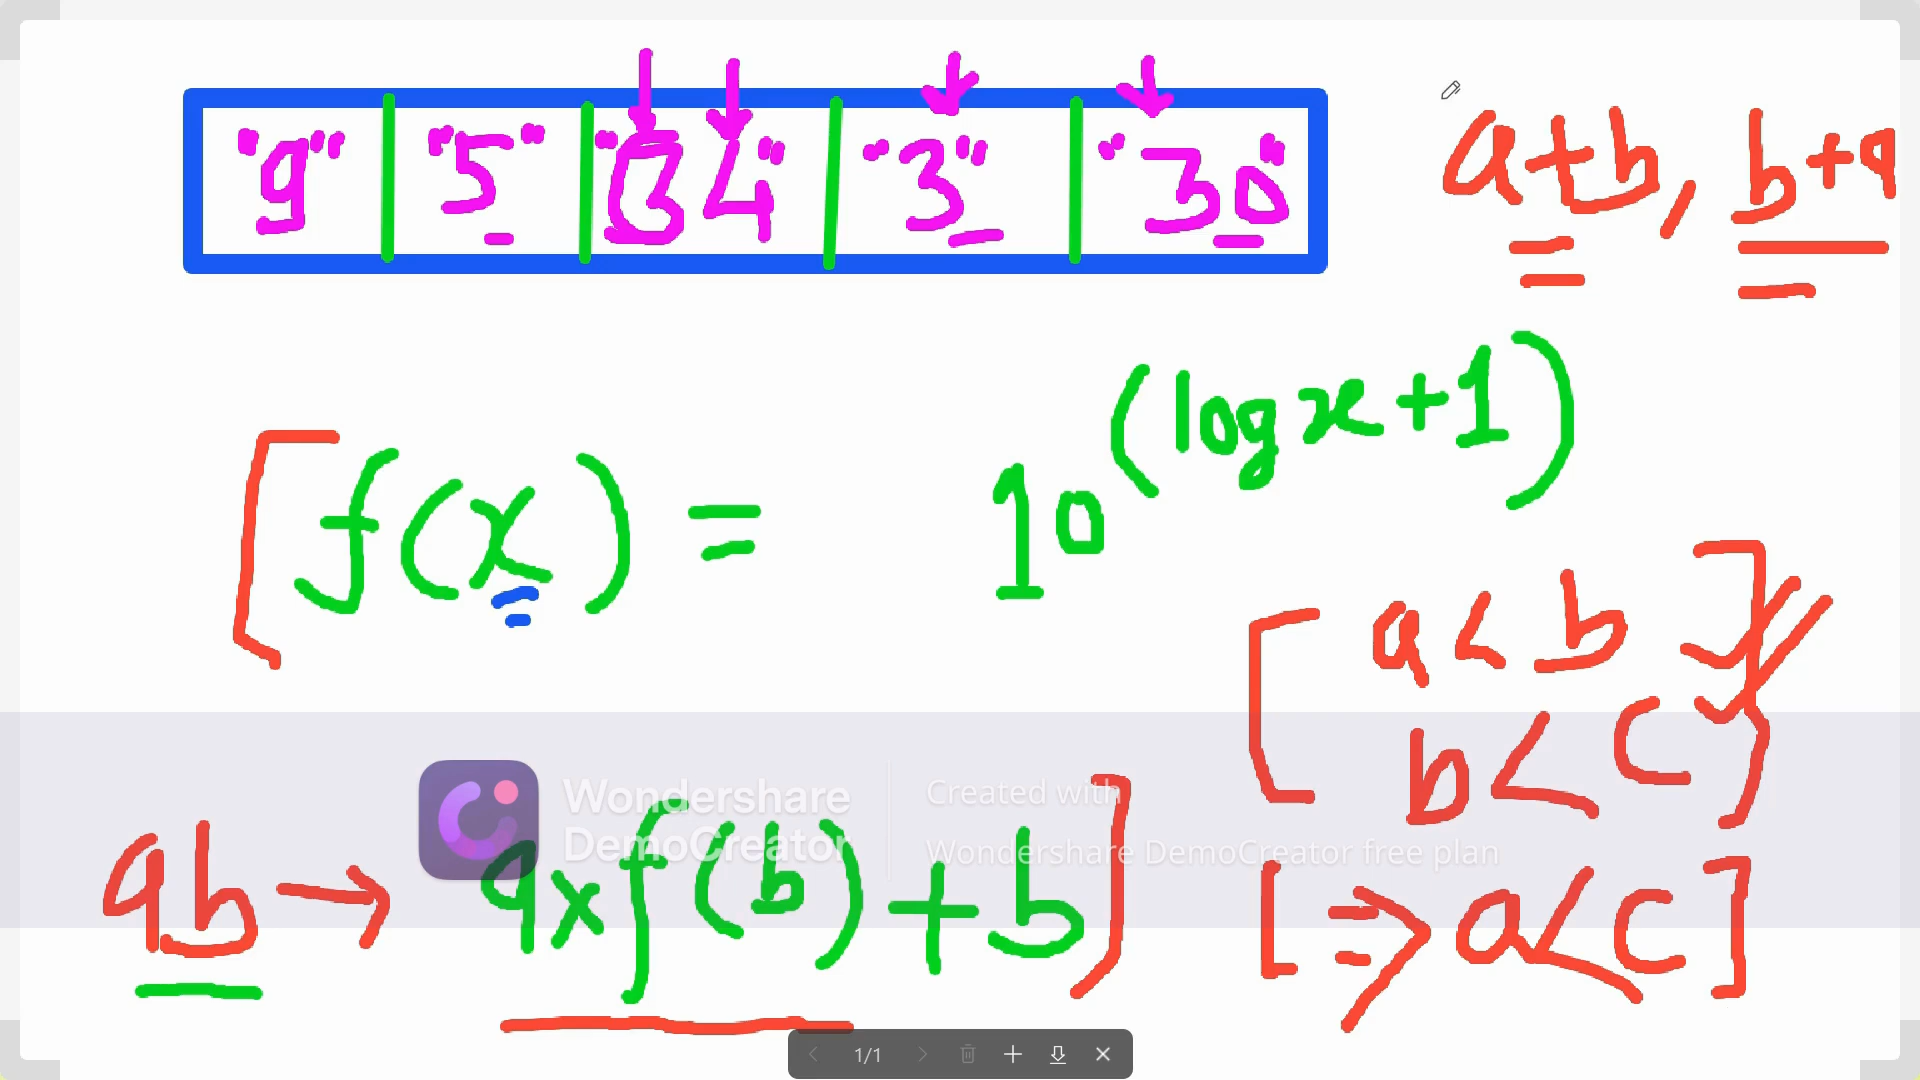 "9" "5" "34" "3" "30"
a+b, b+a
f(x) = 10^(log x + 1)
a < b
b < c
ab → a x f(b) + b
⇒ a < c
Wondershare DemoCreator
Created with
Wondershare DemoCreator free plan
1/1